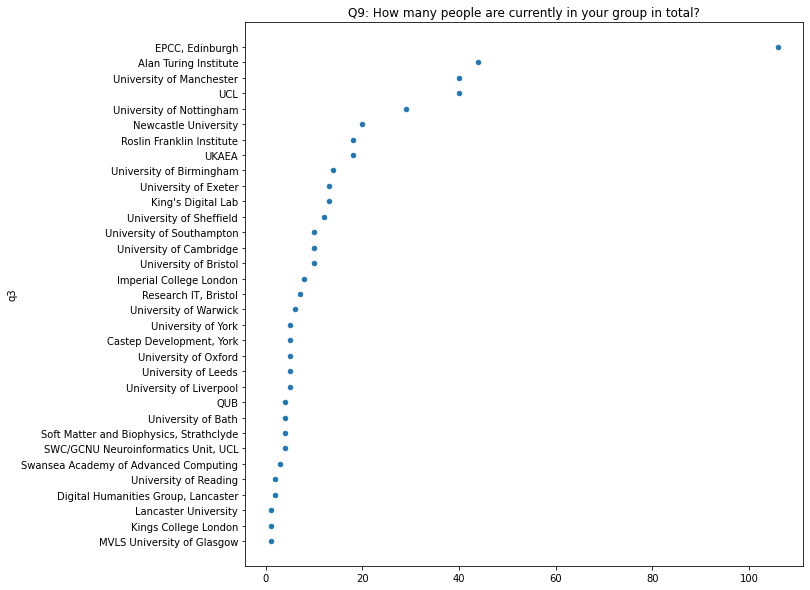 Q9: How many people are currently in your group in total?
EPCC, Edinburgh
Alan Turing Institute
University of Manchester
UCL
University of Nottingham
Newcastle University
Roslin Franklin Institute
UKAEA
University of Birmingham
University of Exeter
King's Digital Lab
University of Sheffield
University of Southampton
University of Cambridge
University of Bristol
Imperial College London
Research IT, Bristol
University of Warwick
University of York
Castep Development, York
University of Oxford
University of Leeds
University of Liverpool
QUB
University of Bath
Soft Matter and Biophysics, Strathclyde
SWC/GCNU Neuroinformatics Unit, UCL
Swansea Academy of Advanced Computing
University of Reading
Digital Humanities Group, Lancaster
Lancaster University
Kings College London
MVLS University of Glasgow
q3
0 20 40 60 80 100